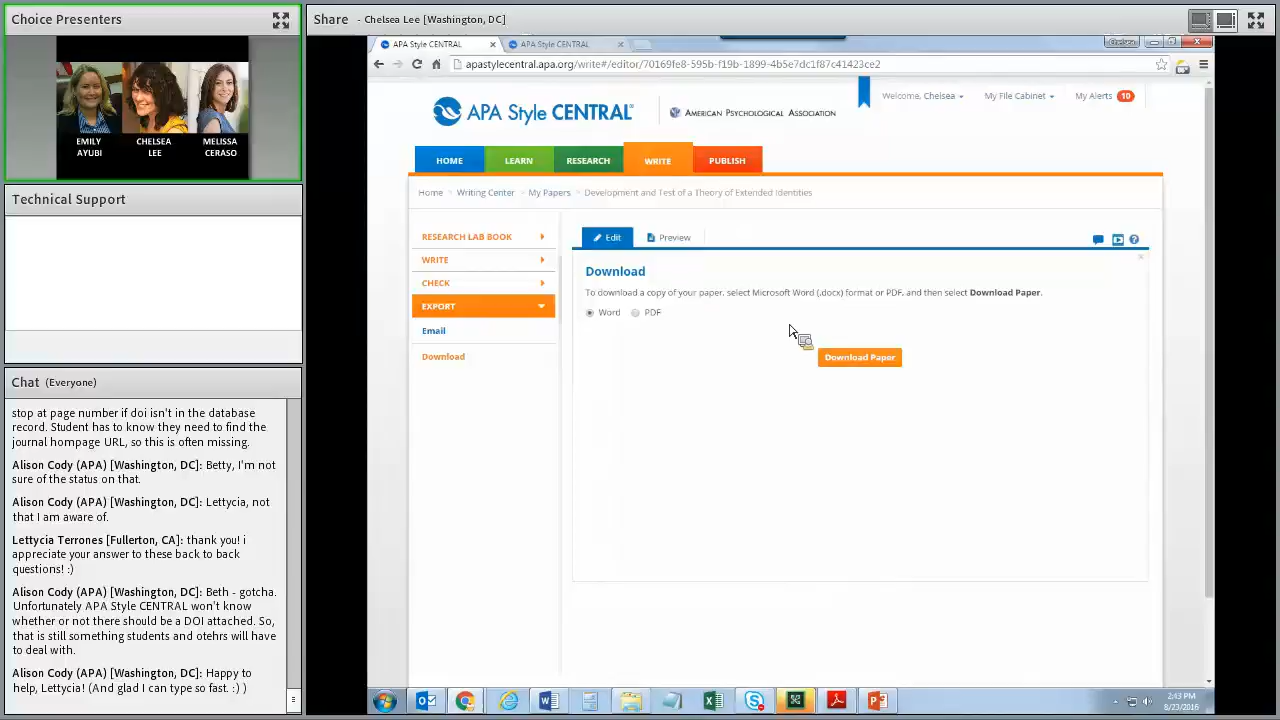 Choice Presenters
EMILY AYUBI
CHELSEA LEE
MELISSA CERASO
Technical Support
Chat (Everyone)
stop at page number if doi isn't in the database
record. Student has to know they need to find the
journal hompage URL, so this is often missing.
Alison Cody (APA) [Washington, DC]: Betty, I'm not
sure of the status on that.
Alison Cody (APA) [Washington, DC]: Lettycia, not
that I am aware of.
Lettycia Terrones [Fullerton, CA]: thank you! i
appreciate your answer to these back to back
questions! :)
Alison Cody (APA) [Washington, DC]: Beth - gotcha.
Unfortunately APA Style CENTRAL won't know
whether or not there should be a DOI attached. So,
that is still something students and otehrs will have
to deal with.
Alison Cody (APA) [Washington, DC]: Happy to
help, Lettycia! (And glad I can type so fast. :) )
Share - Chelsea Lee [Washington, DC]
APA Style CENTRAL
APA Style CENTRAL
Chelsea
apastylecentral.apa.org/write#/editor/70169fe8-595b-f19b-1899-4b5e7dc1f87c41423ce2
APA Style CENTRAL®
AMERICAN PSYCHOLOGICAL ASSOCIATION
Welcome, Chelsea
My File Cabinet
My Alerts 10
HOME
LEARN
RESEARCH
WRITE
PUBLISH
Home
Writing Center
My Papers
Development and Test of a Theory of Extended Identities
RESEARCH LAB BOOK
WRITE
CHECK
EXPORT
Email
Download
Edit
Preview
Download
To download a copy of your paper, select Microsoft Word (.docx) format or PDF, and then select Download Paper.
Word
PDF
Download Paper
2:43 PM
8/23/2016